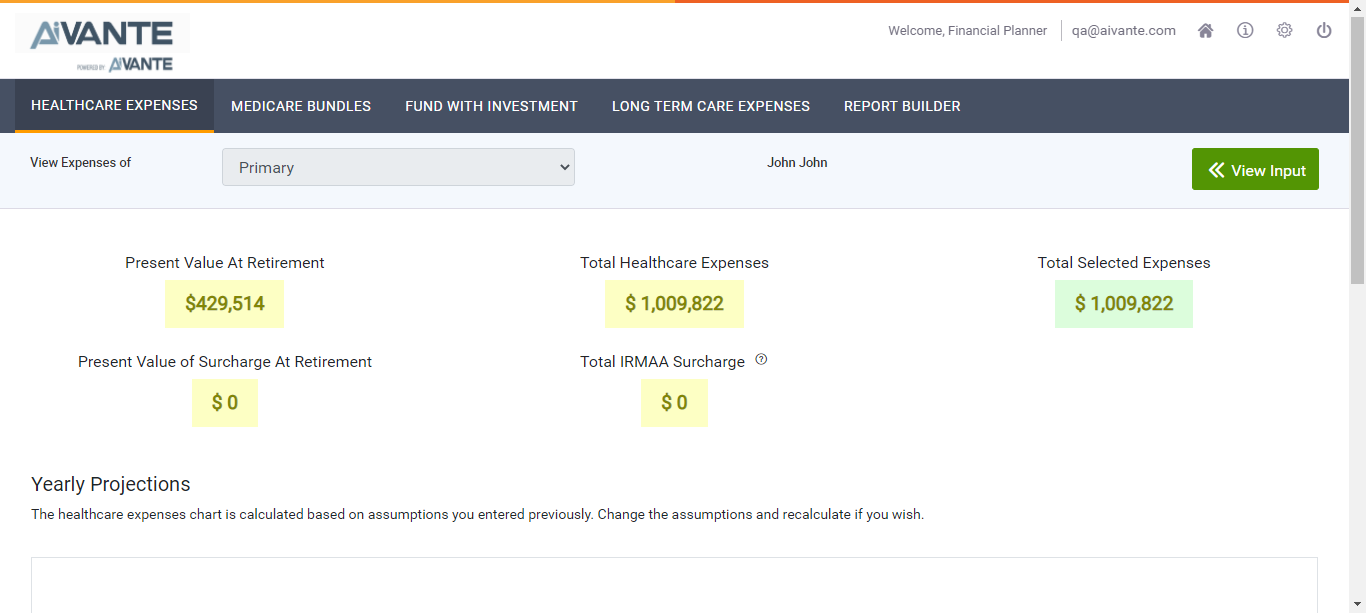 AiVANTE
POWERED BY AiVANTE
Welcome, Financial Planner qa@aivante.com
HEALTHCARE EXPENSES MEDICARE BUNDLES FUND WITH INVESTMENT LONG TERM CARE EXPENSES REPORT BUILDER
View Expenses of Primary John John View Input
Present Value At Retirement Total Healthcare Expenses Total Selected Expenses
$429,514 $ 1,009,822 $ 1,009,822
Present Value of Surcharge At Retirement Total IRMAA Surcharge ?
$ 0 $ 0
Yearly Projections
The healthcare expenses chart is calculated based on assumptions you entered previously. Change the assumptions and recalculate if you wish.